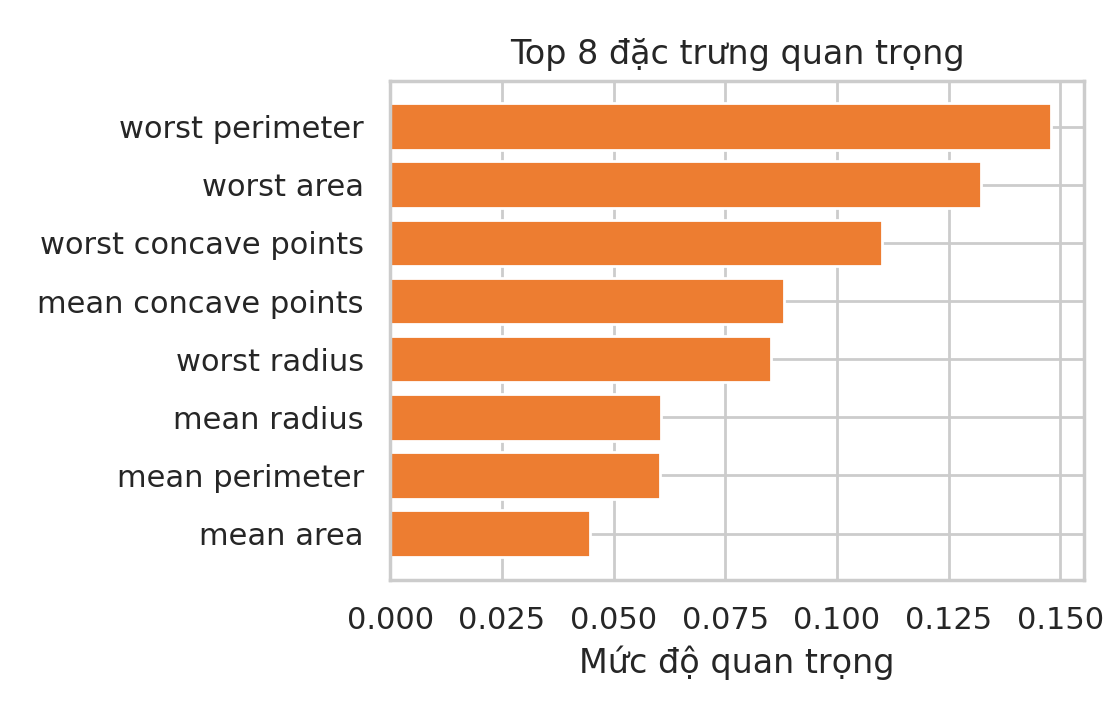 Top 8 đặc trưng quan trọng
worst perimeter
worst area
worst concave points
mean concave points
worst radius
mean radius
mean perimeter
mean area
0.000 0.025 0.050 0.075 0.100 0.125 0.150
Mức độ quan trọng